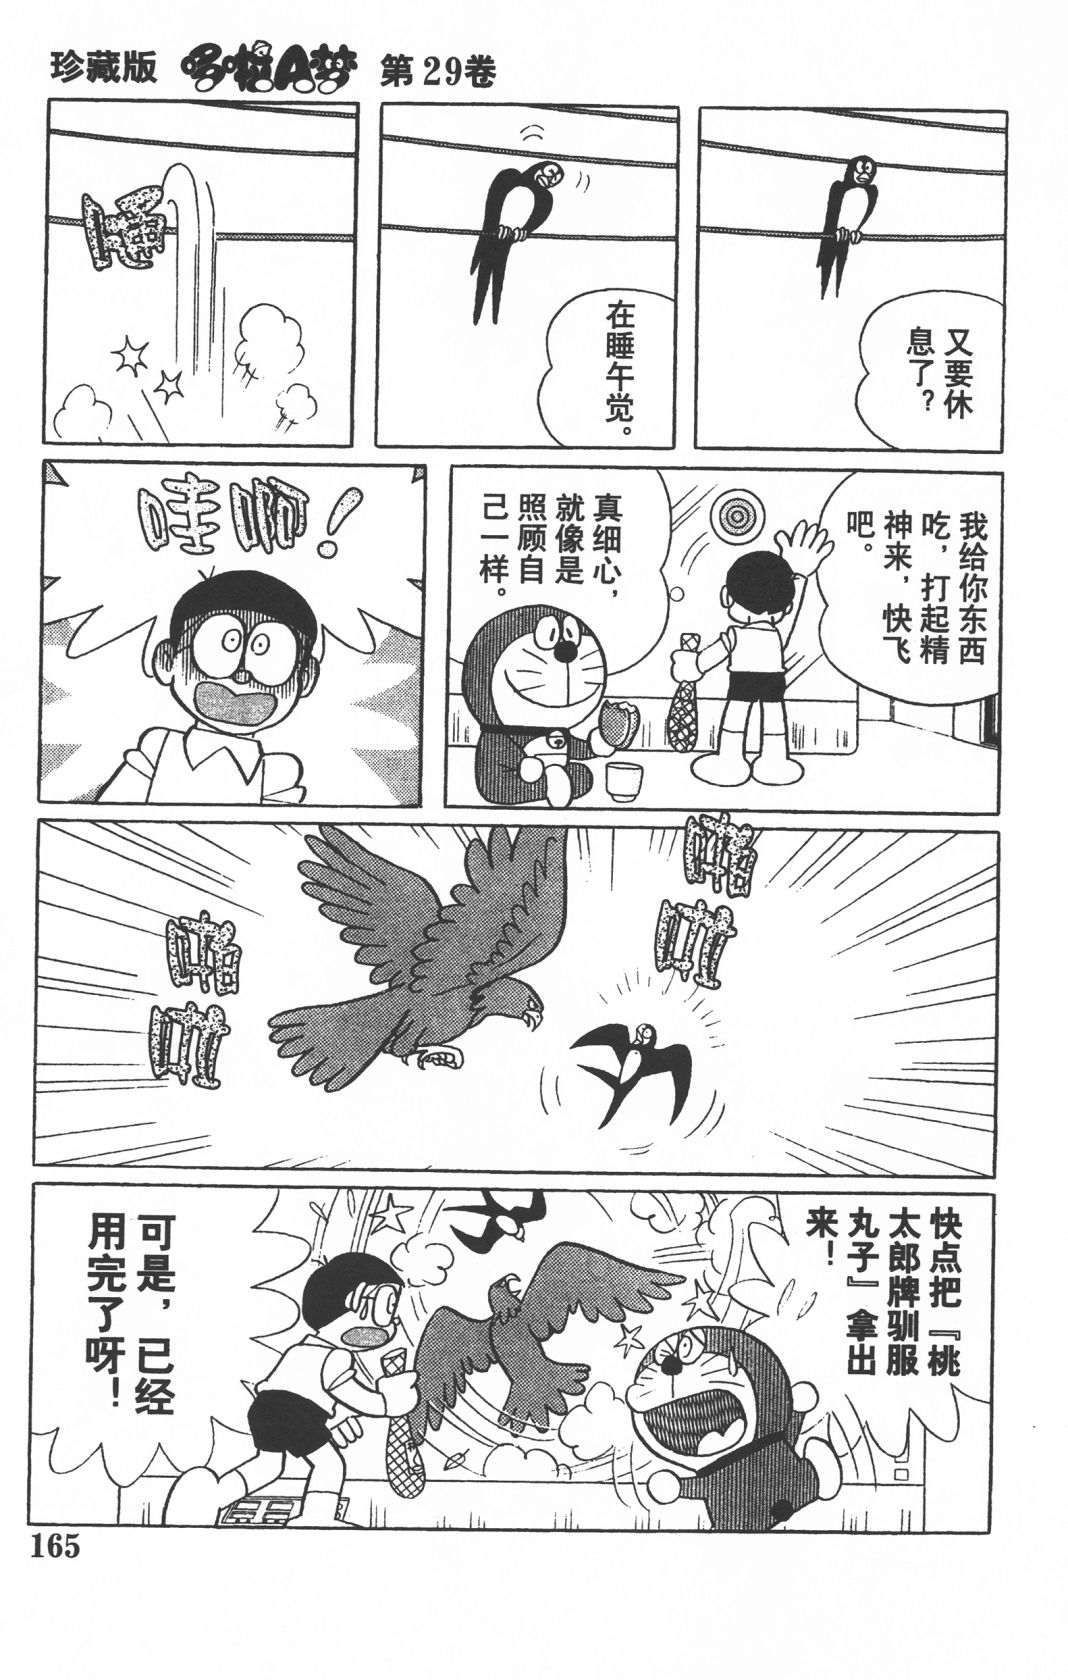 珍藏版 哆啦A梦 第29卷
又要休
息了?
在睡午觉。
我给你东西
吃，打起精
神来，快飞
吧。
真细心，
就像是
照顾自
己一样。
哇啊！
啪
啪
快点把『桃
太郎牌驯服
丸子』拿出
来！
可是，已经
用完了呀！
165